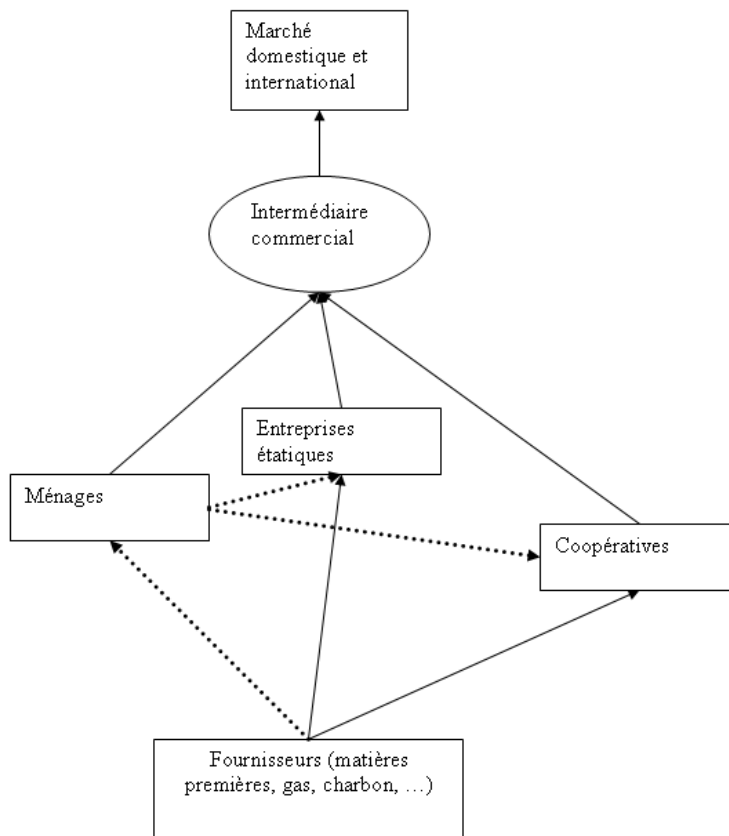 Marché
domestique et
international
Intermédiaire
commercial
Entreprises
étatiques
Ménages
Coopératives
Fournisseurs (matières
premières, gas, charbon, …)